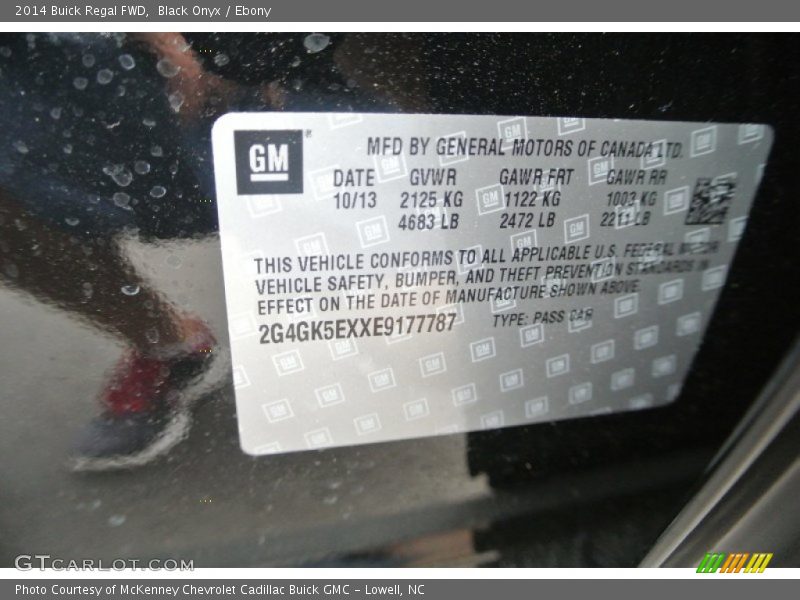 2014 Buick Regal FWD, Black Onyx / Ebony
GM®
MFD BY GENERAL MOTORS OF CANADA LTD.
DATE GVWR GAWR FRT GAWR RR
10/13 2125 KG 1122 KG 1003 KG
4683 LB 2472 LB 2211 LB
THIS VEHICLE CONFORMS TO ALL APPLICABLE U.S. FEDERAL MOTOR
VEHICLE SAFETY, BUMPER, AND THEFT PREVENTION STANDARDS IN
EFFECT ON THE DATE OF MANUFACTURE SHOWN ABOVE.
2G4GK5EXXE9177787 TYPE: PASS CAR
GTCARLOT.COM
Photo Courtesy of McKenney Chevrolet Cadillac Buick GMC - Lowell, NC